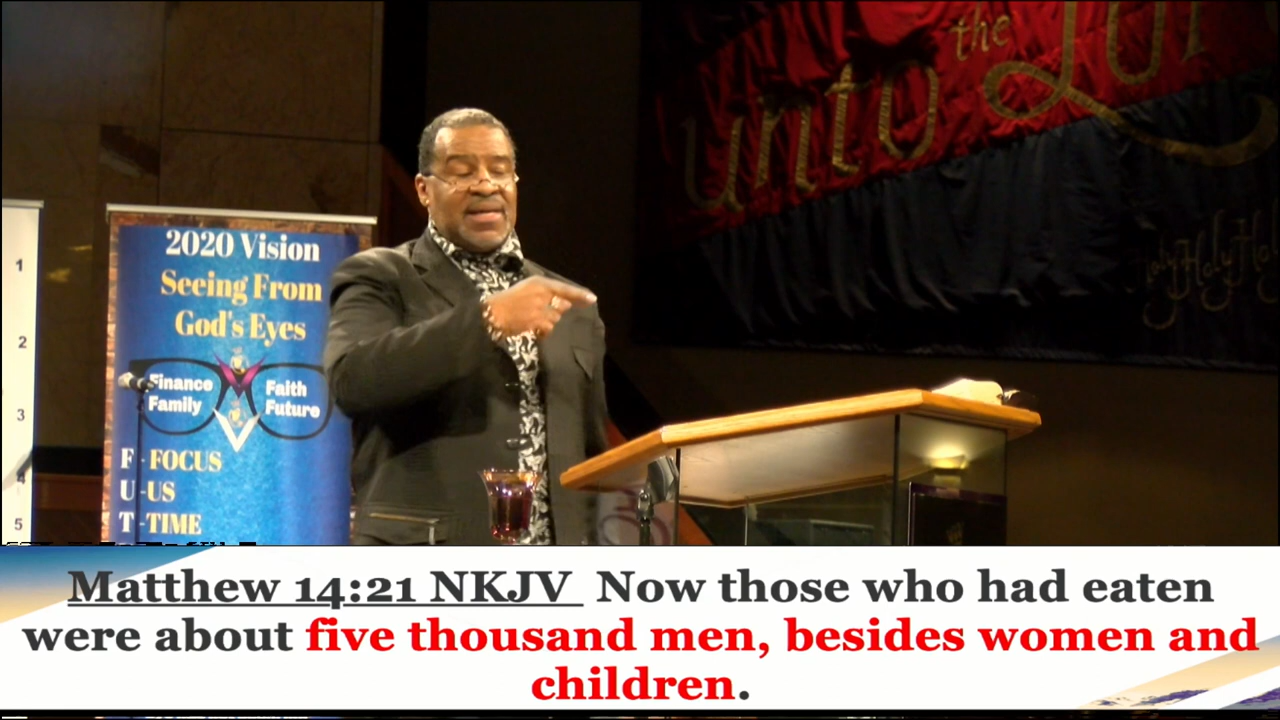 the
unto
Holy Holy
1
2
3
4
5
2020 Vision
Seeing From
God's Eyes
Finance Faith
Family Future
F - FOCUS
U - US
T - TIME
Matthew 14:21 NKJV Now those who had eaten
were about five thousand men, besides women and
children.